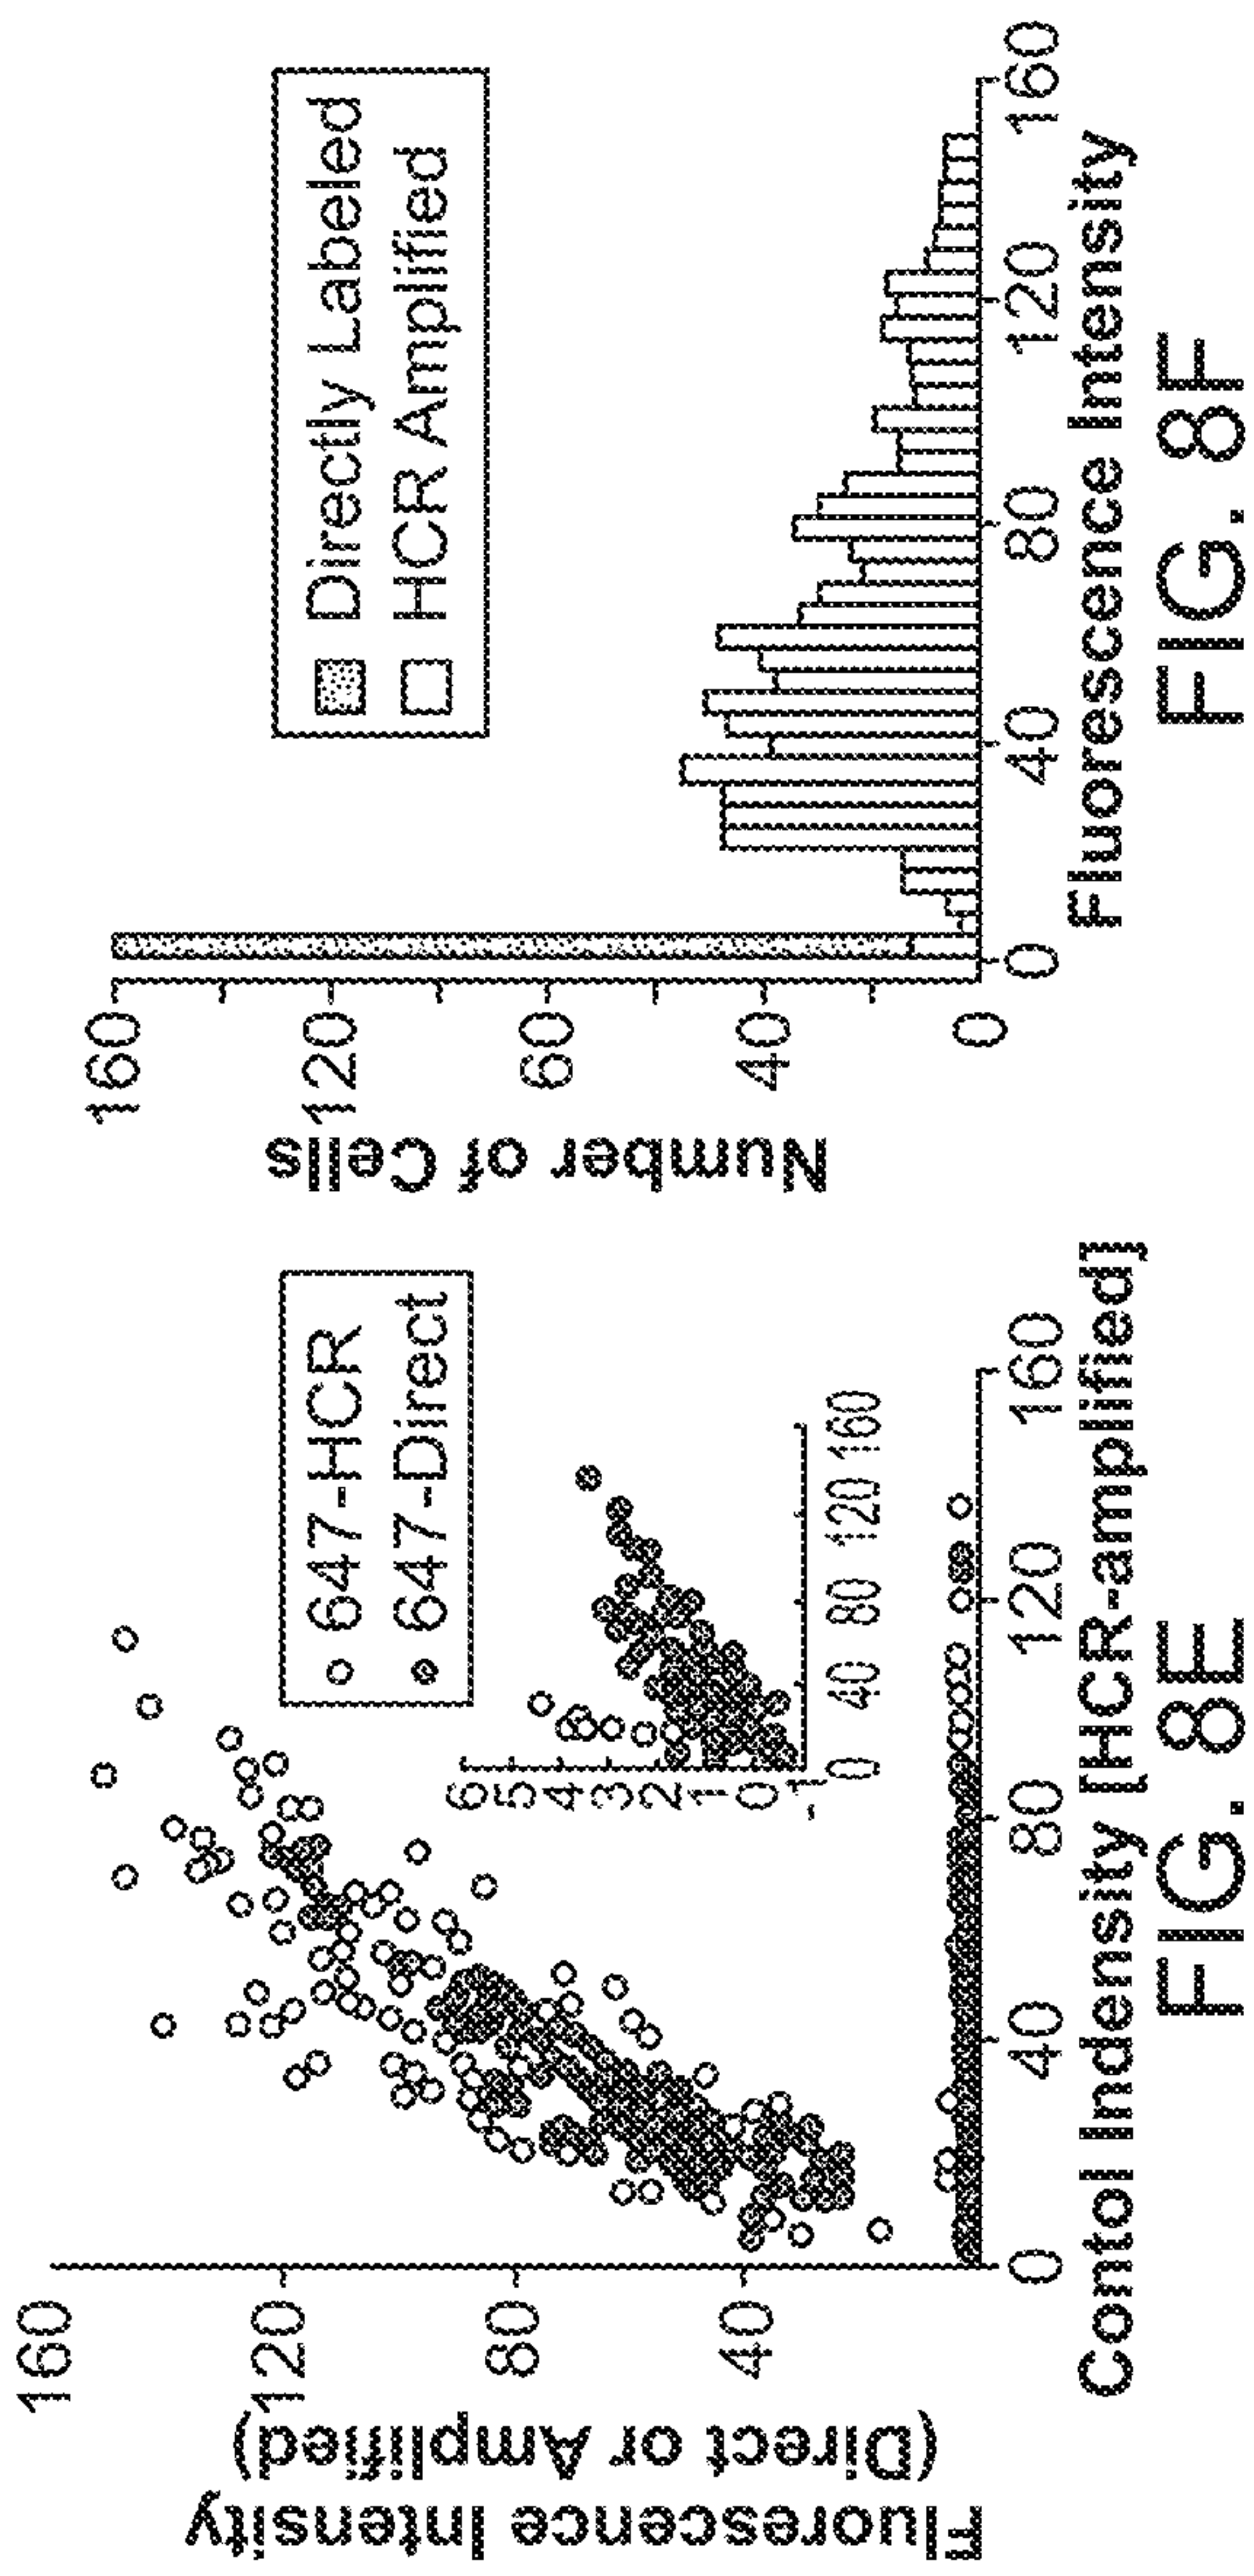 Fluorescence Intensity
(Direct or Amplified)
160
120
80
40
647-HCR
647-Direct
6
5
4
3
2
1
0
-1
0
40
80
120
160
0
40
80
120
160
Contol Indensity [HCR-amplified]
FIG. 8E
Number of Cells
160
120
60
40
0
Directly Labeled
HCR Amplified
0
40
80
120
160
Fluorescence Intensity
FIG. 8F